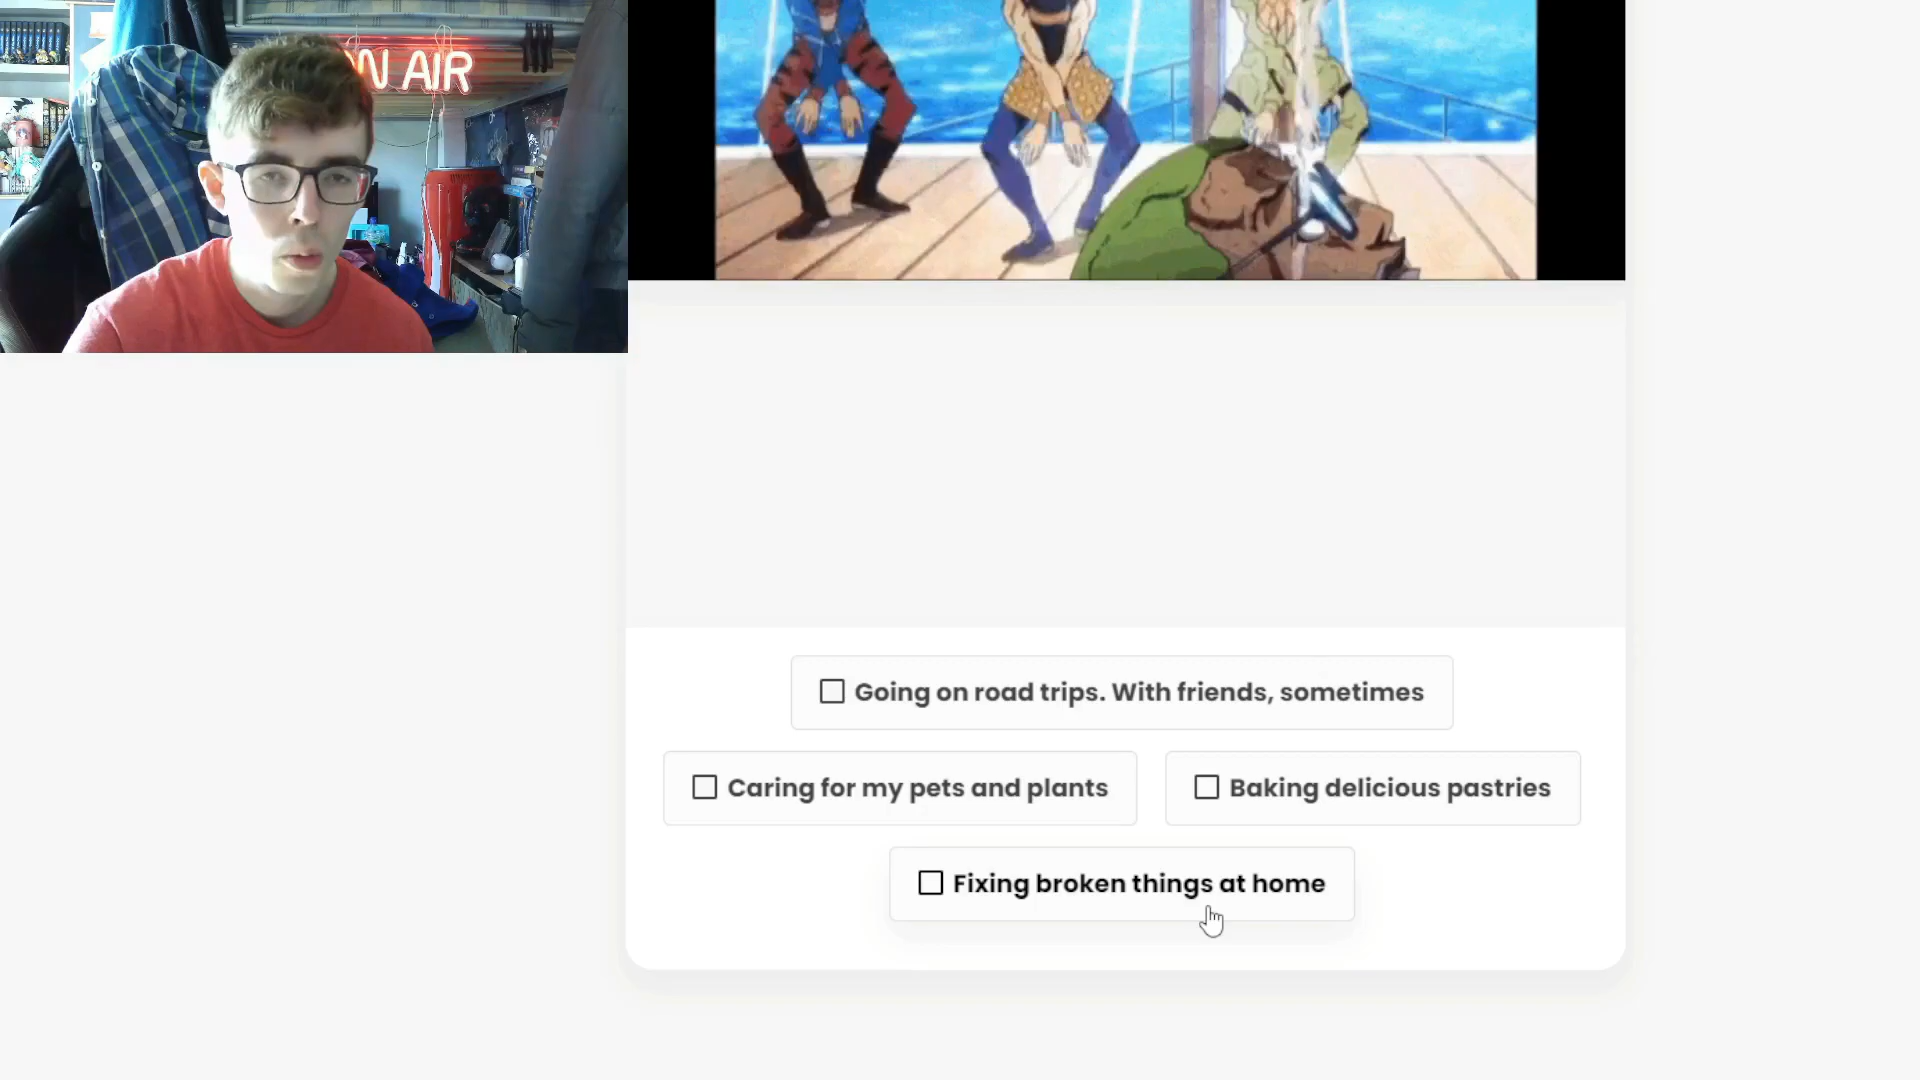 N AIR
Going on road trips. With friends, sometimes
Caring for my pets and plants
Baking delicious pastries
Fixing broken things at home